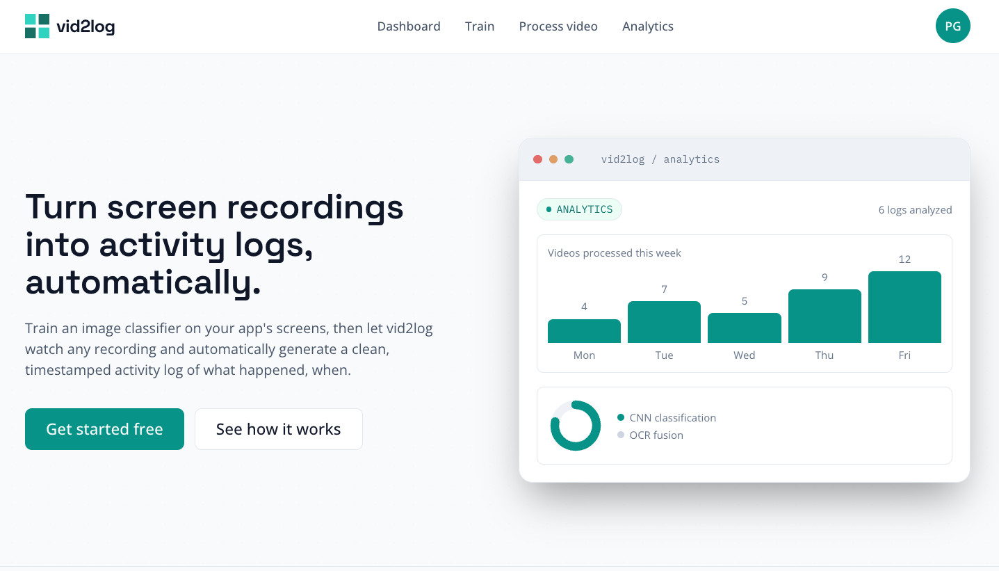 vid2log
Dashboard Train Process video Analytics
PG
Turn screen recordings
into activity logs,
automatically.
Train an image classifier on your app's screens, then let vid2log
watch any recording and automatically generate a clean,
timestamped activity log of what happened, when.
Get started free
See how it works
vid2log / analytics
ANALYTICS
6 logs analyzed
Videos processed this week
4 7 5 9 12
Mon Tue Wed Thu Fri
CNN classification
OCR fusion